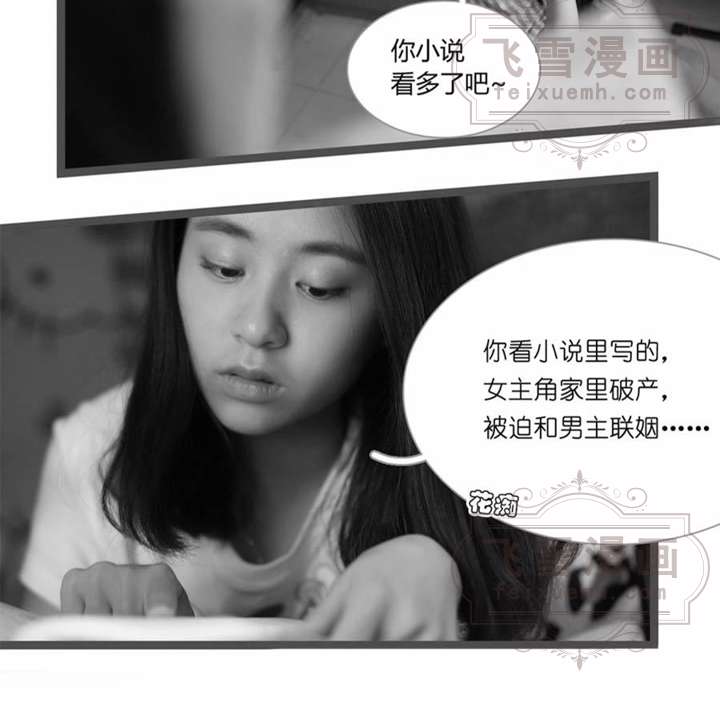 你小说
看多了吧~
飞雪漫画
feixuemh.com
你看小说里写的，
女主角家里破产，
被迫和男主联姻……
花痴
飞雪漫画
feixuemh.com